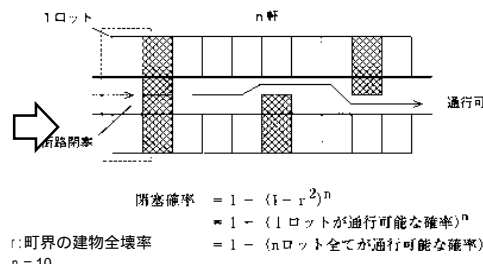 1ロット
n軒
通行可
街路閉塞
閉塞確率 = 1 - (1 - r²)ⁿ
= 1 - (1ロットが通行可能な確率)ⁿ
= 1 - (nロット全てが通行可能な確率)
r:町界の建物全壊率
n = 10